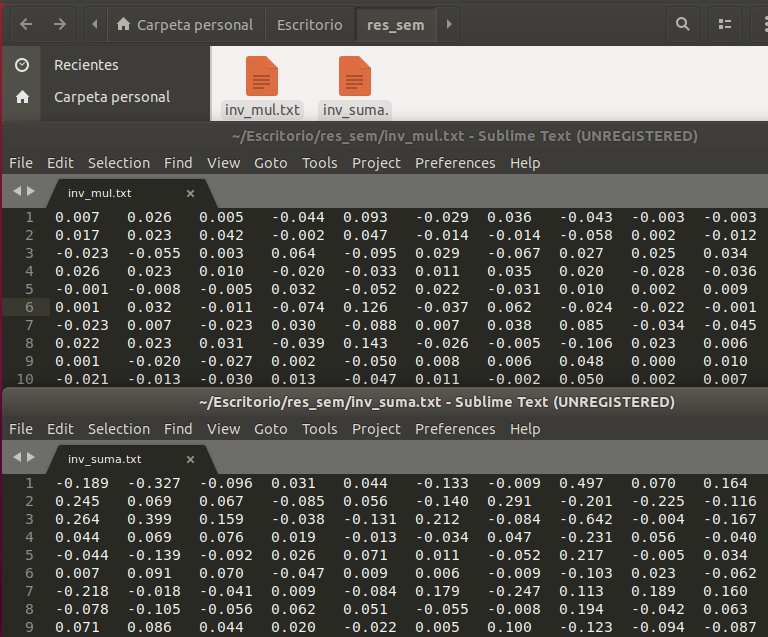 Carpeta personal Escritorio res_sem
Recientes
Carpeta personal
inv_mul.txt inv_suma.
~/Escritorio/res_sem/inv_mul.txt - Sublime Text (UNREGISTERED)
File Edit Selection Find View Goto Tools Project Preferences Help
inv_mul.txt ×
1 0.007 0.026 0.005 -0.044 0.093 -0.029 0.036 -0.043 -0.003 -0.003
2 0.017 0.023 0.042 -0.002 0.047 -0.014 -0.014 -0.058 0.002 -0.012
3 -0.023 -0.055 0.003 0.064 -0.095 0.029 -0.067 0.027 0.025 0.034
4 0.026 0.023 0.010 -0.020 -0.033 0.011 0.035 0.020 -0.028 -0.036
5 -0.001 -0.008 -0.005 0.032 -0.052 0.022 -0.031 0.010 0.002 0.009
6 0.001 0.032 -0.011 -0.074 0.126 -0.037 0.062 -0.024 -0.022 -0.001
7 -0.023 0.007 -0.023 0.030 -0.088 0.007 0.038 0.085 -0.034 -0.045
8 0.022 0.023 0.031 -0.039 0.143 -0.026 -0.005 -0.106 0.023 0.006
9 0.001 -0.020 -0.027 0.002 -0.050 0.008 0.006 0.048 0.000 0.010
10 -0.021 -0.013 -0.030 0.013 -0.047 0.011 -0.002 0.050 0.002 0.007
~/Escritorio/res_sem/inv_suma.txt - Sublime Text (UNREGISTERED)
File Edit Selection Find View Goto Tools Project Preferences Help
inv_suma.txt ×
1 -0.189 -0.327 -0.096 0.031 0.044 -0.133 -0.009 0.497 0.070 0.164
2 0.245 0.069 0.067 -0.085 0.056 -0.140 0.291 -0.201 -0.225 -0.116
3 0.264 0.399 0.159 -0.038 -0.131 0.212 -0.084 -0.642 -0.004 -0.167
4 0.044 0.069 0.076 0.019 -0.013 -0.034 0.047 -0.231 0.056 -0.040
5 -0.044 -0.139 -0.092 0.026 0.071 0.011 -0.052 0.217 -0.005 0.034
6 0.007 0.091 0.070 -0.047 0.009 0.006 -0.009 -0.103 0.023 -0.062
7 -0.218 -0.018 -0.041 0.009 -0.084 0.179 -0.247 0.113 0.189 0.160
8 -0.078 -0.105 -0.056 0.062 0.051 -0.055 -0.008 0.194 -0.042 0.063
9 0.071 0.086 0.044 0.020 -0.022 0.005 0.100 -0.123 -0.094 -0.087